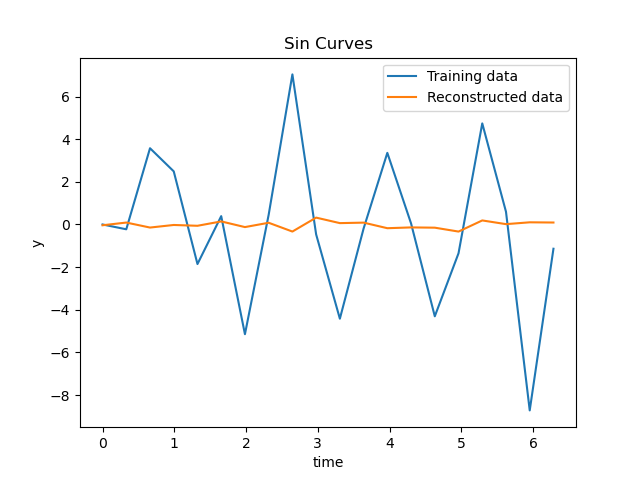 Sin Curves
Training data
Reconstructed data
6
4
2
0
−2
−4
−6
−8
y
0 1 2 3 4 5 6
time